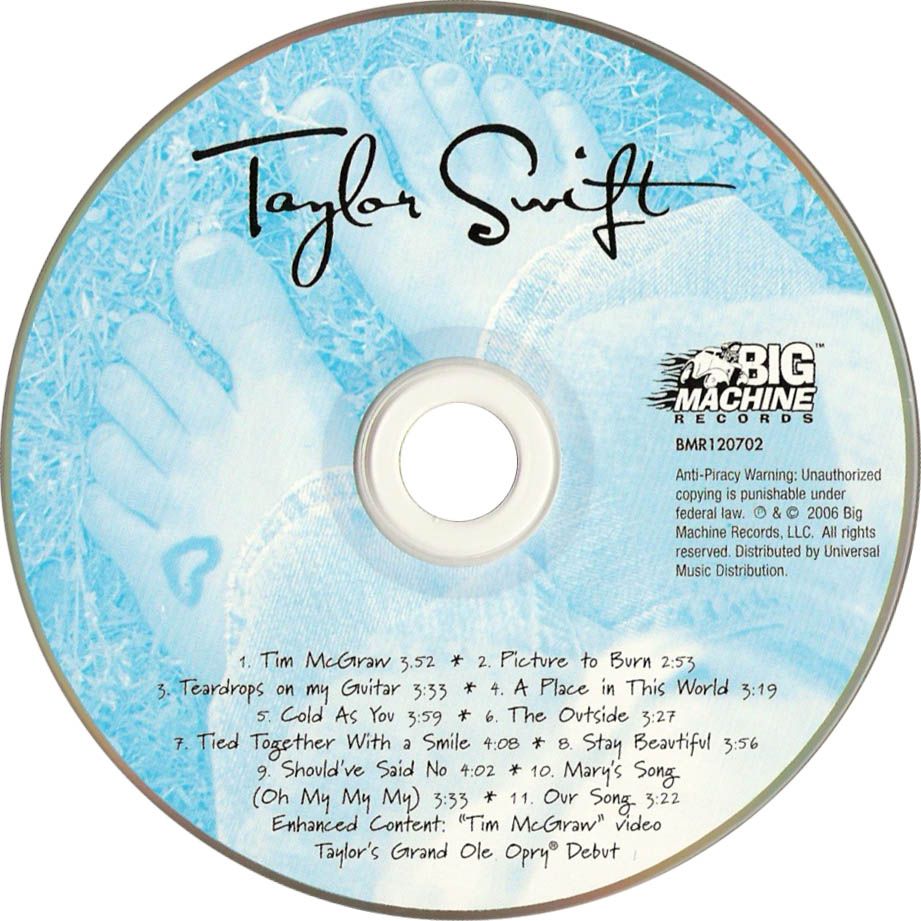 Taylor Swift
BIG™
MACHINE
RECORDS
BMR120702
Anti-Piracy Warning: Unauthorized
copying is punishable under
federal law. ℗ & © 2006 Big
Machine Records, LLC. All rights
reserved. Distributed by Universal
Music Distribution.
1. Tim McGraw 3:52 * 2. Picture to Burn 2:53
3. Teardrops on my Guitar 3:33 * 4. A Place in This World 3:19
5. Cold As You 3:59 * 6. The Outside 3:27
7. Tied Together With a Smile 4:08 * 8. Stay Beautiful 3:56
9. Should've Said No 4:02 * 10. Mary's Song
(Oh My My My) 3:33 * 11. Our Song 3:22
Enhanced Content: "Tim McGraw" video
Taylor's Grand Ole Opry® Debut